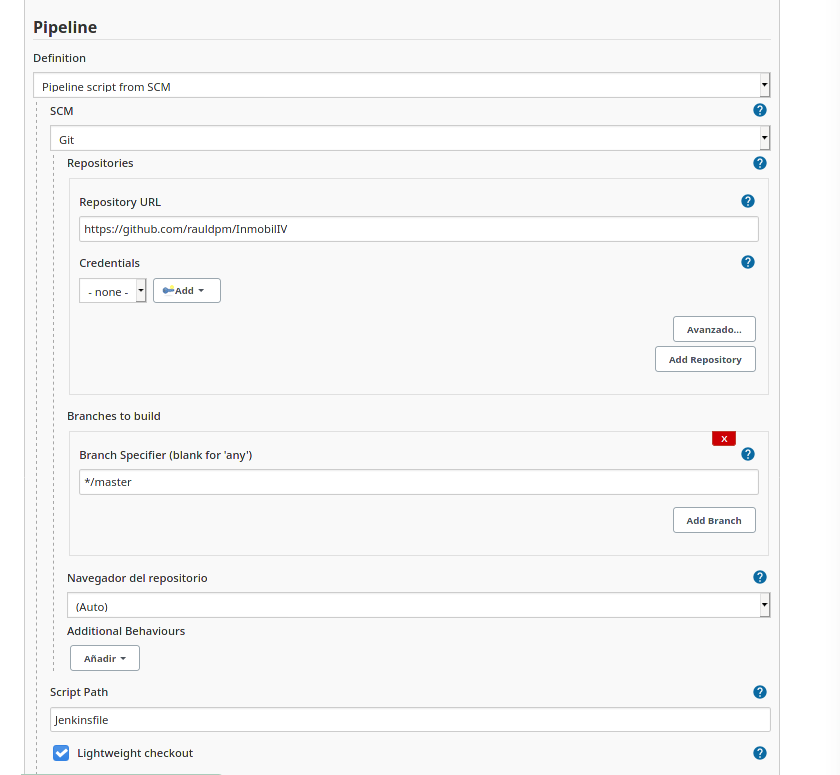 Pipeline
Definition
Pipeline script from SCM
SCM
?
Git
Repositories
?
Repository URL
?
https://github.com/rauldpm/InmobilIV
Credentials
?
- none -
Add
Avanzado...
Add Repository
Branches to build
X
Branch Specifier (blank for 'any')
?
*/master
Add Branch
Navegador del repositorio
?
(Auto)
Additional Behaviours
Añadir
Script Path
?
Jenkinsfile
Lightweight checkout
?